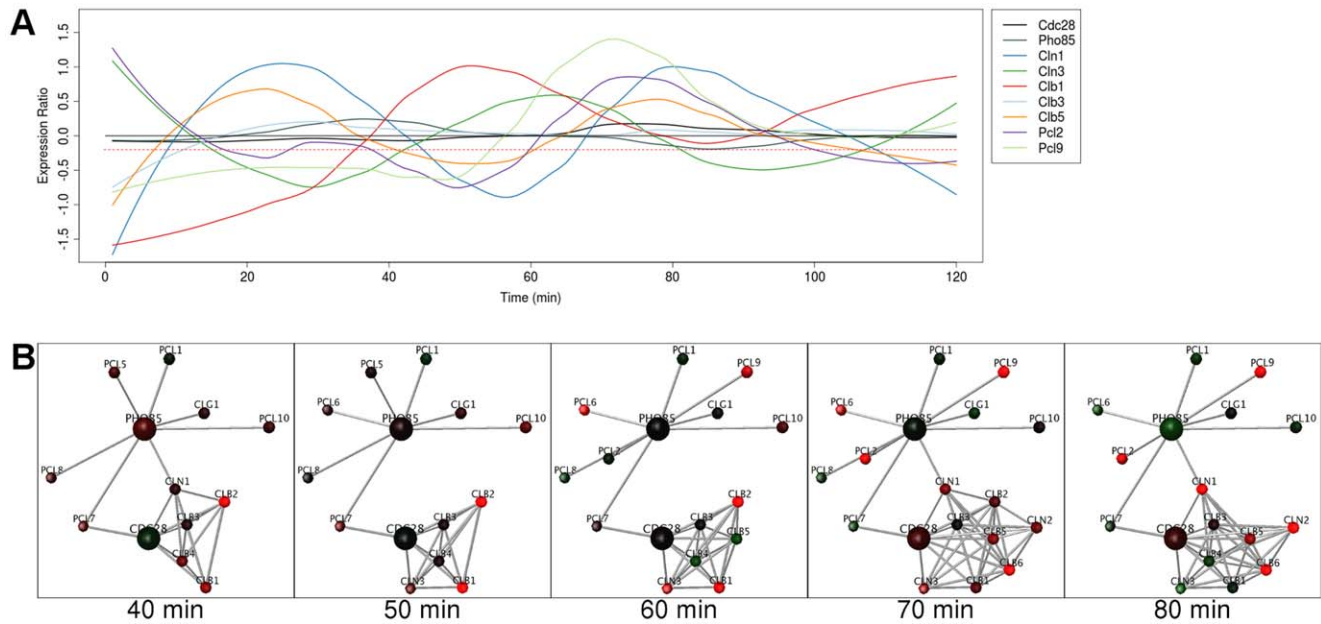 A
Expression Ratio
1.5
1.0
0.5
0.0
-0.5
-1.0
-1.5
0 20 40 60 80 100 120
Time (min)
Cdc28
Pho85
Cln1
Cln3
Clb1
Clb3
Clb5
Pcl2
Pcl9
B
PCL1
PCL5
PHO85
CLG1
PCL10
PCL8
CLN1
CLB2
PCL7
CDC28
CLB3
CLB4
CLB1
40 min
PCL1
PCL5
PCL6
PHO85
CLG1
PCL10
PCL8
CLB2
PCL7
CDC28
CLB3
CLB4
CLN3
CLB1
50 min
PCL1
PCL9
PCL6
PHO85
CLG1
PCL10
PCL2
PCL8
CLB2
PCL7
CDC28
CLB3
CLB5
CLB4
CLN3
CLB1
60 min
PCL1
PCL9
PCL6
PHO85
CLG1
PCL10
PCL2
PCL8
CLN1
CLB2
PCL7
CDC28
CLB3
CLN2
CLB5
CLB6
CLN3
CLB1
70 min
PCL1
PCL9
PCL6
PHO85
CLG1
PCL10
PCL2
CLN1
PCL7
CDC28
CLB3
CLN2
CLB5
CLB4
CLB6
CLN3
CLB1
80 min